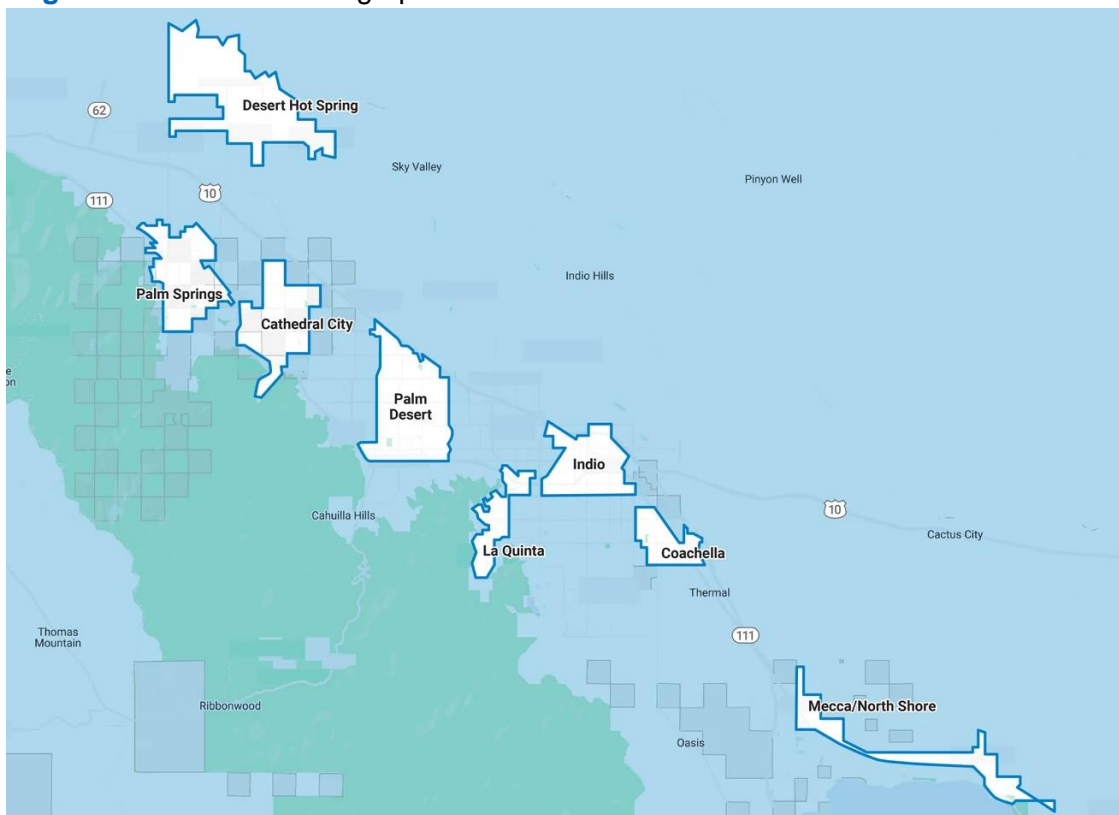 62
Desert Hot Spring
Sky Valley
Pinyon Well
10
111
Indio Hills
Palm Springs
Cathedral City
Palm
Desert
Indio
10
Cahuilla Hills
Cactus City
La Quinta
Coachella
Thermal
Thomas
Mountain
111
Ribbonwood
Mecca/North Shore
Oasis